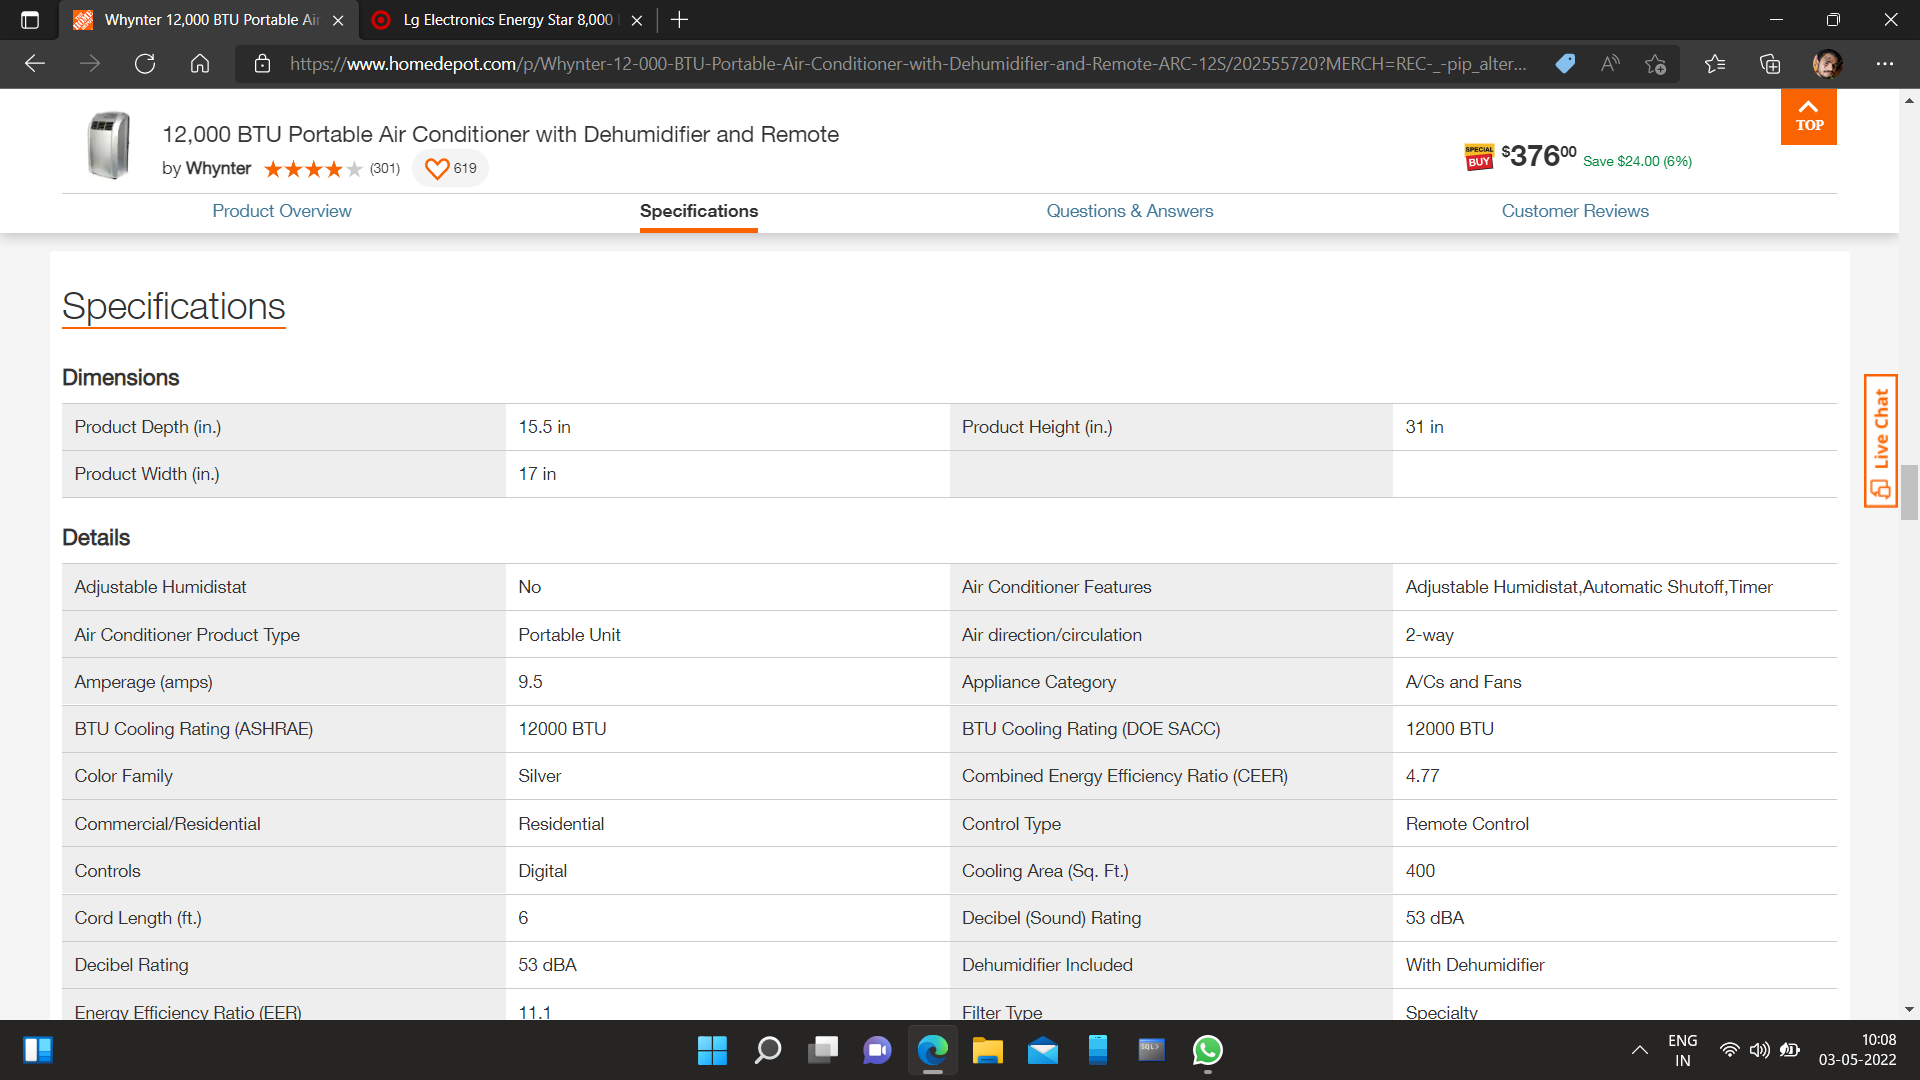 Whynter 12,000 BTU Portable Air
Lg Electronics Energy Star 8,000
https://www.homedepot.com/p/Whynter-12-000-BTU-Portable-Air-Conditioner-with-Dehumidifier-and-Remote-ARC-12S/202555720?MERCH=REC-_-pip_alter...
12,000 BTU Portable Air Conditioner with Dehumidifier and Remote
by Whynter (301) 619
SPECIAL BUY $376.00 Save $24.00 (6%)
TOP
Product Overview Specifications Questions & Answers Customer Reviews
Specifications
Dimensions
Product Depth (in.) 15.5 in Product Height (in.) 31 in
Product Width (in.) 17 in
Live Chat
Details
Adjustable Humidistat No Air Conditioner Features Adjustable Humidistat,Automatic Shutoff,Timer
Air Conditioner Product Type Portable Unit Air direction/circulation 2-way
Amperage (amps) 9.5 Appliance Category A/Cs and Fans
BTU Cooling Rating (ASHRAE) 12000 BTU BTU Cooling Rating (DOE SACC) 12000 BTU
Color Family Silver Combined Energy Efficiency Ratio (CEER) 4.77
Commercial/Residential Residential Control Type Remote Control
Controls Digital Cooling Area (Sq. Ft.) 400
Cord Length (ft.) 6 Decibel (Sound) Rating 53 dBA
Decibel Rating 53 dBA Dehumidifier Included With Dehumidifier
Energy Efficiency Ratio (EER) 11.1 Filter Type Specialty
SQL>
ENG
IN
10:08
03-05-2022